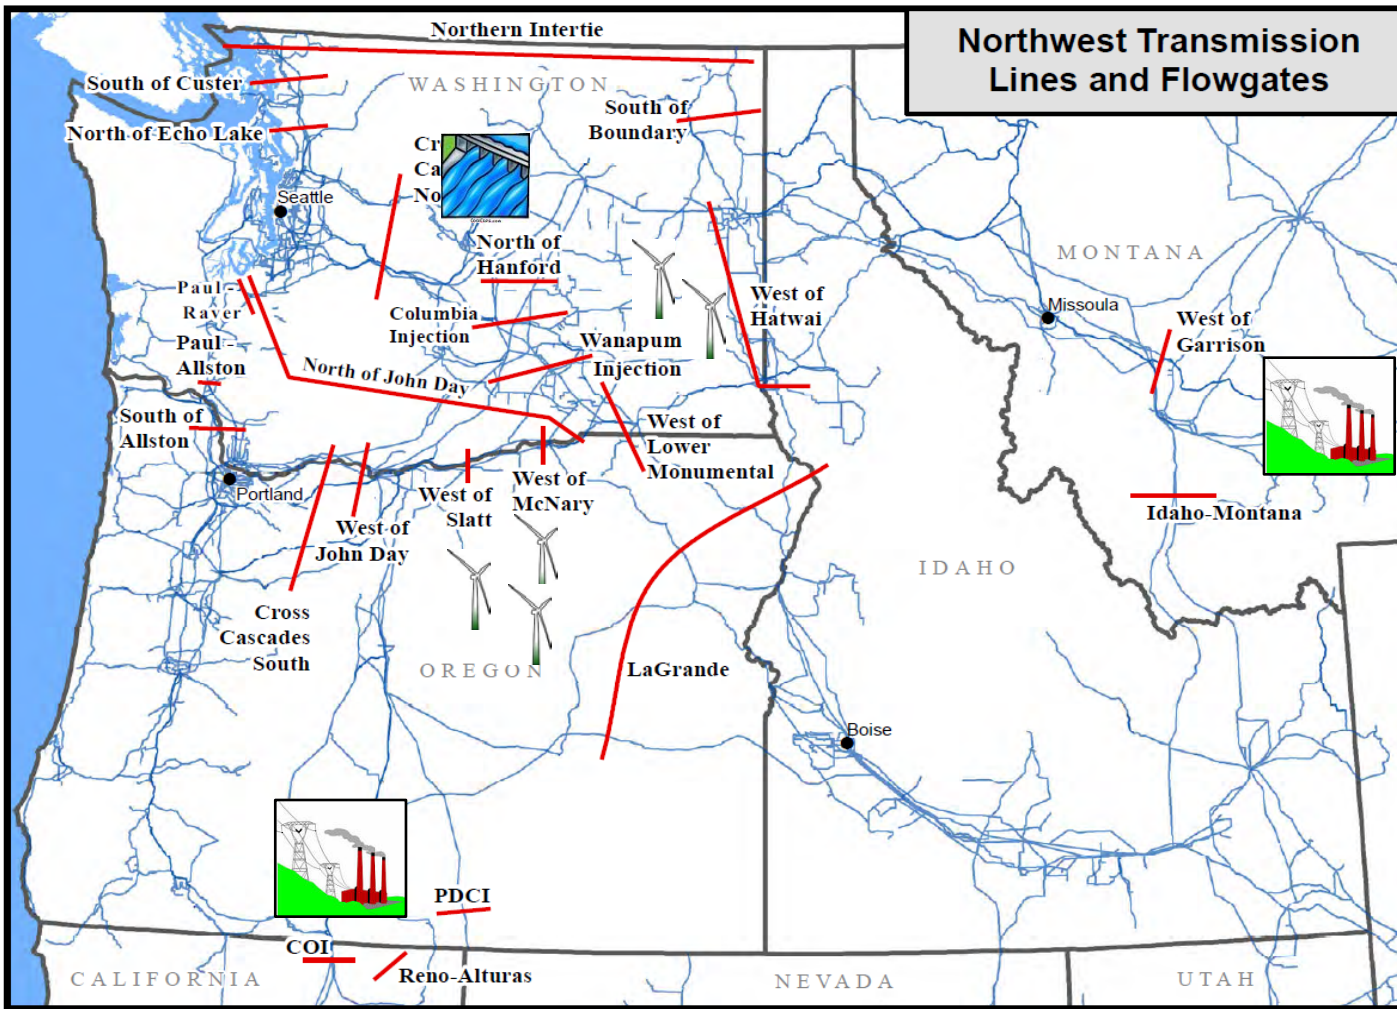 Northwest Transmission
Lines and Flowgates
Northern Intertie
South of Custer
WASHINGTON
North of Echo Lake
South of
Boundary
Cr
Ca
No
Seattle
North of
Hanford
MONTANA
Paul -
Raver
Columbia
Injection
West of
Hatwai
Missoula
West of
Garrison
Paul -
Allston
Wanapum
Injection
North of John Day
South of
Allston
West of
Lower
Monumental
Portland
West of
Slatt
West of
McNary
West of
John Day
Idaho-Montana
IDAHO
Cross
Cascades
South
OREGON
LaGrande
Boise
PDCI
COI
Reno-Alturas
CALIFORNIA
NEVADA
UTAH